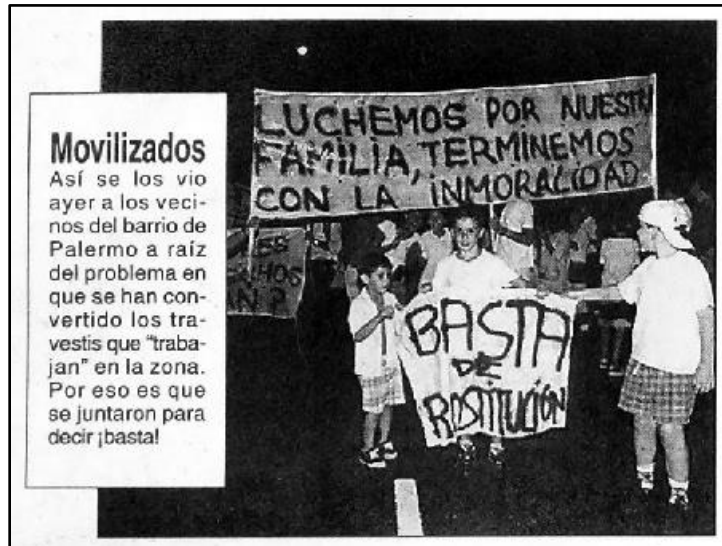 Movilizados
Así se los vio
ayer a los veci-
nos del barrio de
Palermo a raíz
del problema en
que se han con-
vertido los tra-
vestis que "traba-
jan" en la zona.
Por eso es que
se juntaron para
decir ¡basta!
LUCHEMOS POR NUESTR
FAMILIA, TERMINEMOS
CON LA INMORALIDAD
BASTA
DE
ROSTITUCIÓN